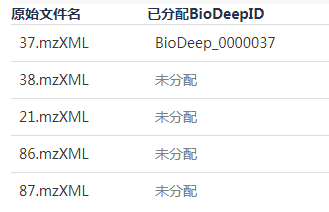 原始文件名 已分配BioDeepID
37.mzXML BioDeep_0000037
38.mzXML 未分配
21.mzXML 未分配
86.mzXML 未分配
87.mzXML 未分配